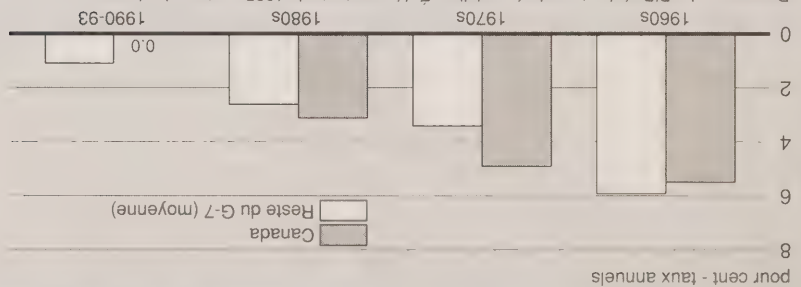 pour cent - taux annuels
8
6
4
2
0
Canada
Reste du G-7 (moyenne)
0.0
1960s 1970s 1980s 1990-93